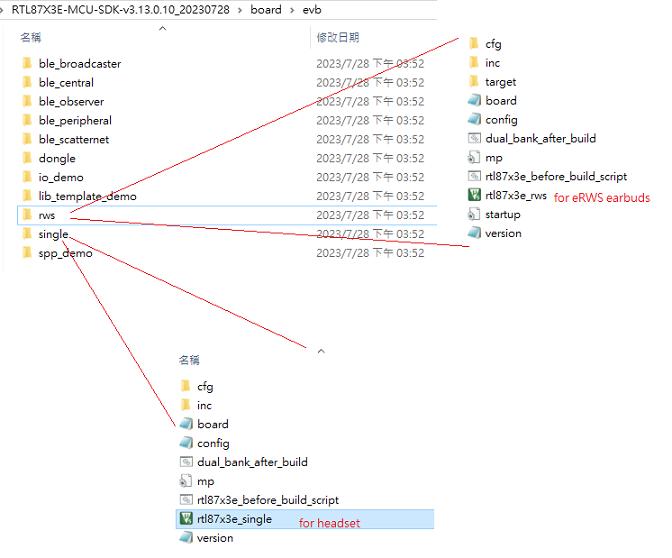 RTL87X3E-MCU-SDK-v3.13.0.10_20230728 > board > evb
名稱 修改日期
ble_broadcaster 2023/7/28 下午 03:52
ble_central 2023/7/28 下午 03:52
ble_observer 2023/7/28 下午 03:52
ble_peripheral 2023/7/28 下午 03:52
ble_scatternet 2023/7/28 下午 03:52
dongle 2023/7/28 下午 03:52
io_demo 2023/7/28 下午 03:52
lib_template_demo 2023/7/28 下午 03:52
rws 2023/7/28 下午 03:52
single 2023/7/28 下午 03:52
spp_demo 2023/7/28 下午 03:52
cfg
inc
target
board
config
dual_bank_after_build
mp
rtl87x3e_before_build_script
rtl87x3e_rws for eRWS earbuds
startup
version
名稱
cfg
inc
board
config
dual_bank_after_build
mp
rtl87x3e_before_build_script
rtl87x3e_single for headset
version